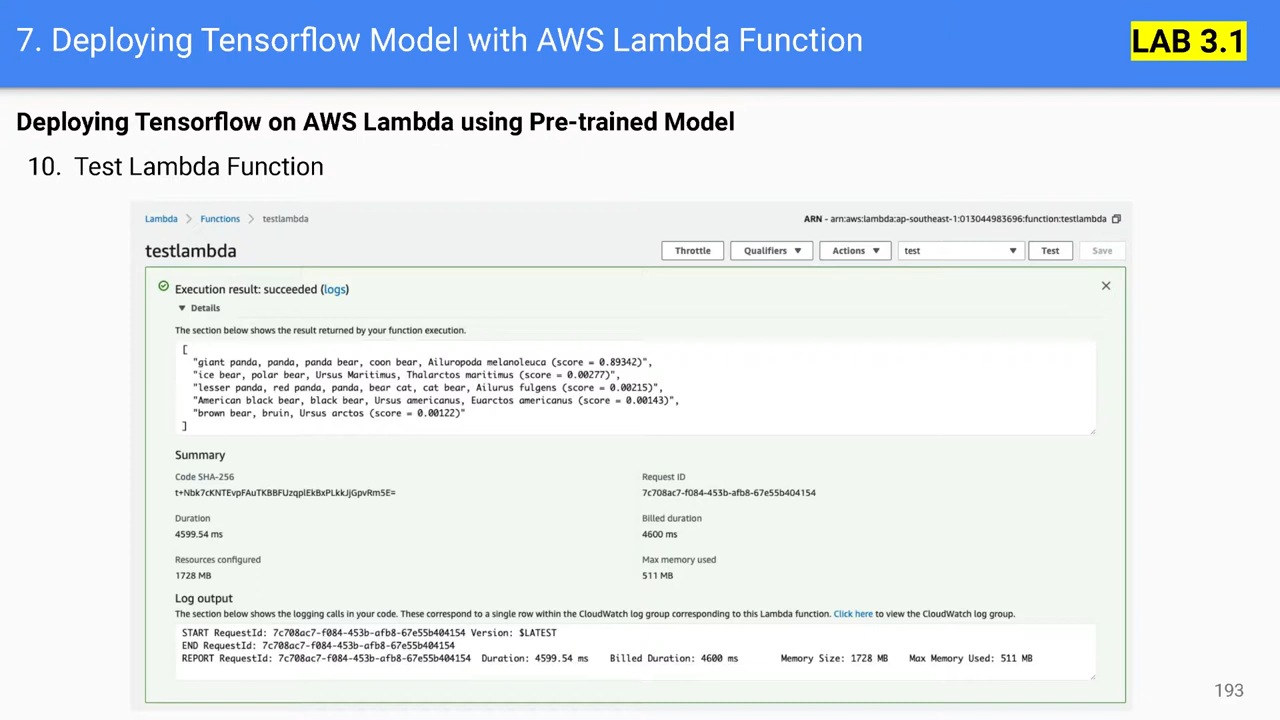 7. Deploying Tensorflow Model with AWS Lambda Function
LAB 3.1
Deploying Tensorflow on AWS Lambda using Pre-trained Model
10. Test Lambda Function
Lambda > Functions > testlambda
ARN - arn:aws:lambda:ap-southeast-1:013044983696:function:testlambda
testlambda
Throttle
Qualifiers
Actions
test
Test
Save
Execution result: succeeded (logs)
Details
The section below shows the result returned by your function execution.
[
"giant panda, panda, panda bear, coon bear, Ailuropoda melanoleuca (score = 0.89342)",
"ice bear, polar bear, Ursus Maritimus, Thalarctos maritimus (score = 0.00277)",
"lesser panda, red panda, panda, bear cat, cat bear, Ailurus fulgens (score = 0.00215)",
"American black bear, black bear, Ursus americanus, Euarctos americanus (score = 0.00143)",
"brown bear, bruin, Ursus arctos (score = 0.00122)"
]
Summary
Code SHA-256
Request ID
t+Nbk7cKNTEvpFAuTKBBFUzqplEkBxPLkkJjGpvRm5E=
7c708ac7-f084-453b-afb8-67e55b404154
Duration
Billed duration
4599.54 ms
4600 ms
Resources configured
Max memory used
1728 MB
511 MB
Log output
The section below shows the logging calls in your code. These correspond to a single row within the CloudWatch log group corresponding to this Lambda function. Click here to view the CloudWatch log group.
START RequestId: 7c708ac7-f084-453b-afb8-67e55b404154 Version: $LATEST
END RequestId: 7c708ac7-f084-453b-afb8-67e55b404154
REPORT RequestId: 7c708ac7-f084-453b-afb8-67e55b404154 Duration: 4599.54 ms Billed Duration: 4600 ms Memory Size: 1728 MB Max Memory Used: 511 MB
193